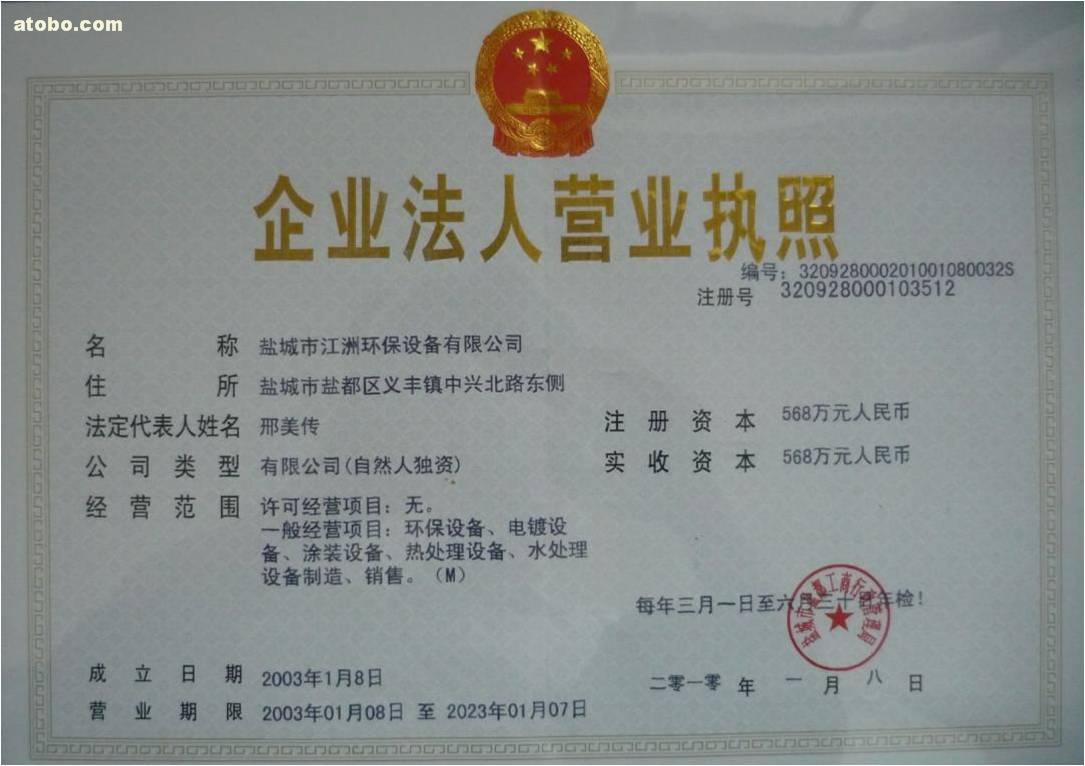 atobo.com
企业法人营业执照
编号：320928000201001080032S
注册号 320928000103512
名称 盐城市江洲环保设备有限公司
住所 盐城市盐都区义丰镇中兴北路东侧
法定代表人姓名 邢美传
注册资本 568万元人民币
公司类型 有限公司(自然人独资)
实收资本 568万元人民币
经营范围 许可经营项目：无。
一般经营项目：环保设备、电镀设
备、涂装设备、热处理设备、水处理
设备制造、销售。（M）
每年三月一日至六月三十日年检！
成立日期 2003年1月8日
二零一零年一月八日
营业期限 2003年01月08日 至 2023年01月07日